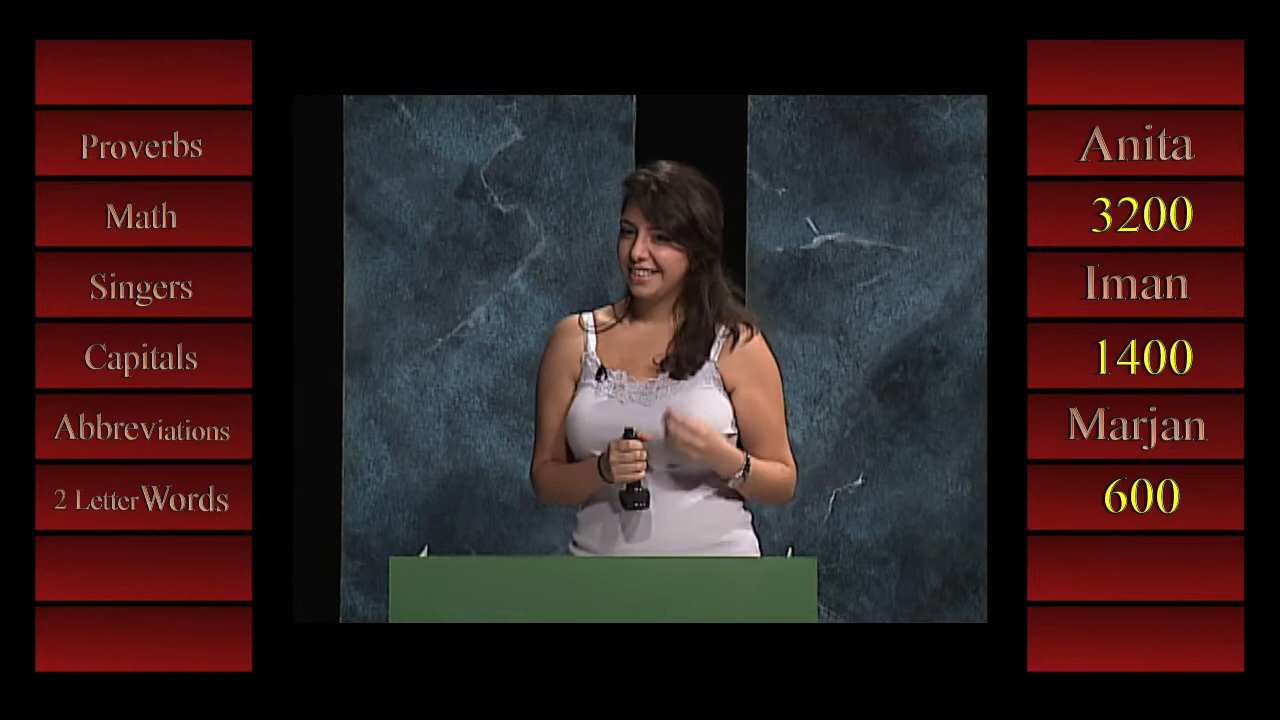 Proverbs
Math
Singers
Capitals
Abbreviations
2 Letter Words
Anita
3200
Iman
1400
Marjan
600